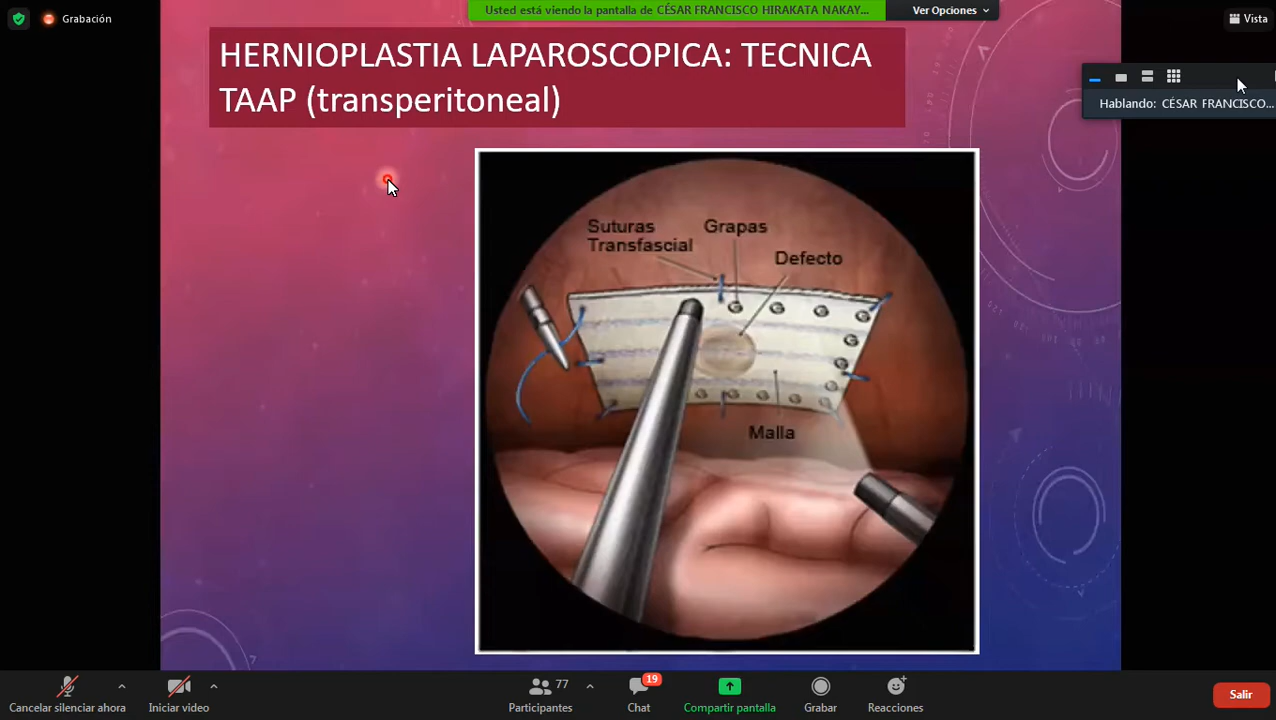 Grabación
Usted está viendo la pantalla de CÉSAR FRANCISCO HIRAKATA NAKAY...
Ver Opciones
Vista
HERNIOPLASTIA LAPAROSCOPICA: TECNICA
TAAP (transperitoneal)
Hablando: CÉSAR FRANCISCO...
Suturas
Transfascial
Grapas
Defecto
Malla
7
Cancelar silenciar ahora
Iniciar video
77
Participantes
19
Chat
Compartir pantalla
Grabar
Reacciones
Salir